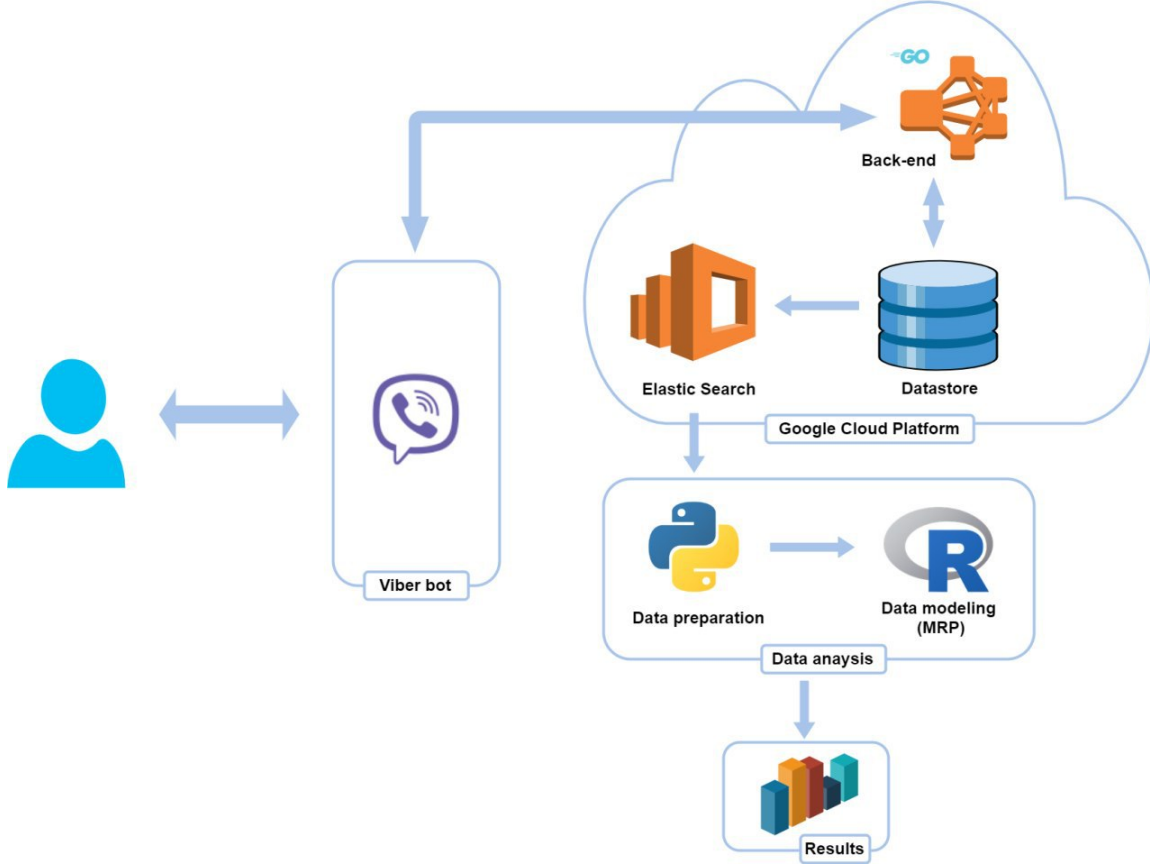 GO
Back-end
Elastic Search
Datastore
Google Cloud Platform
Viber bot
Data preparation
R
Data modeling
(MRP)
Data anaysis
Results